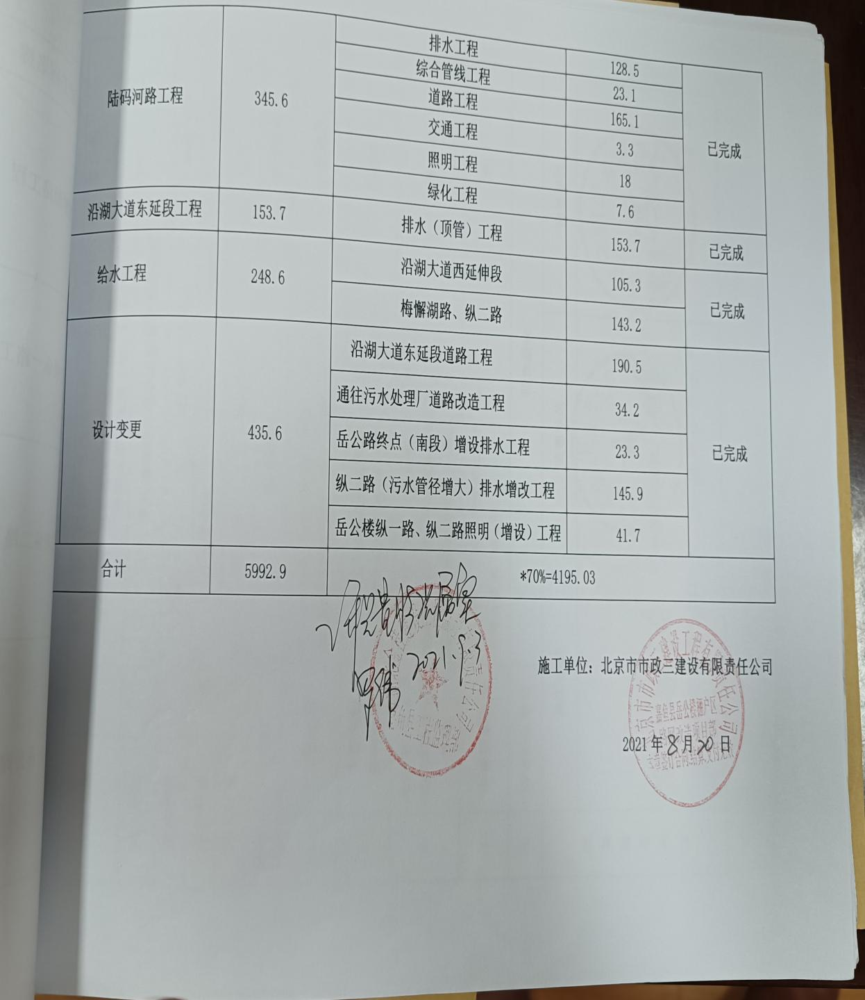 陆码河路工程 345.6 排水工程 128.5 已完成
综合管线工程 23.1
道路工程 165.1
交通工程 3.3
照明工程 18
绿化工程 7.6
沿湖大道东延段工程 153.7 排水（顶管）工程 153.7 已完成
给水工程 248.6 沿湖大道西延伸段 105.3 已完成
梅懈湖路、纵二路 143.2
设计变更 435.6 沿湖大道东延段道路工程 190.5 已完成
通往污水处理厂道路改造工程 34.2
岳公路终点（南段）增设排水工程 23.3
纵二路（污水管径增大）排水增改工程 145.9
岳公楼纵一路、纵二路照明（增设）工程 41.7
合计 5992.9 *70%=4195.03
2021.9.3
施工单位：北京市市政三建设有限责任公司
2021年8月20日